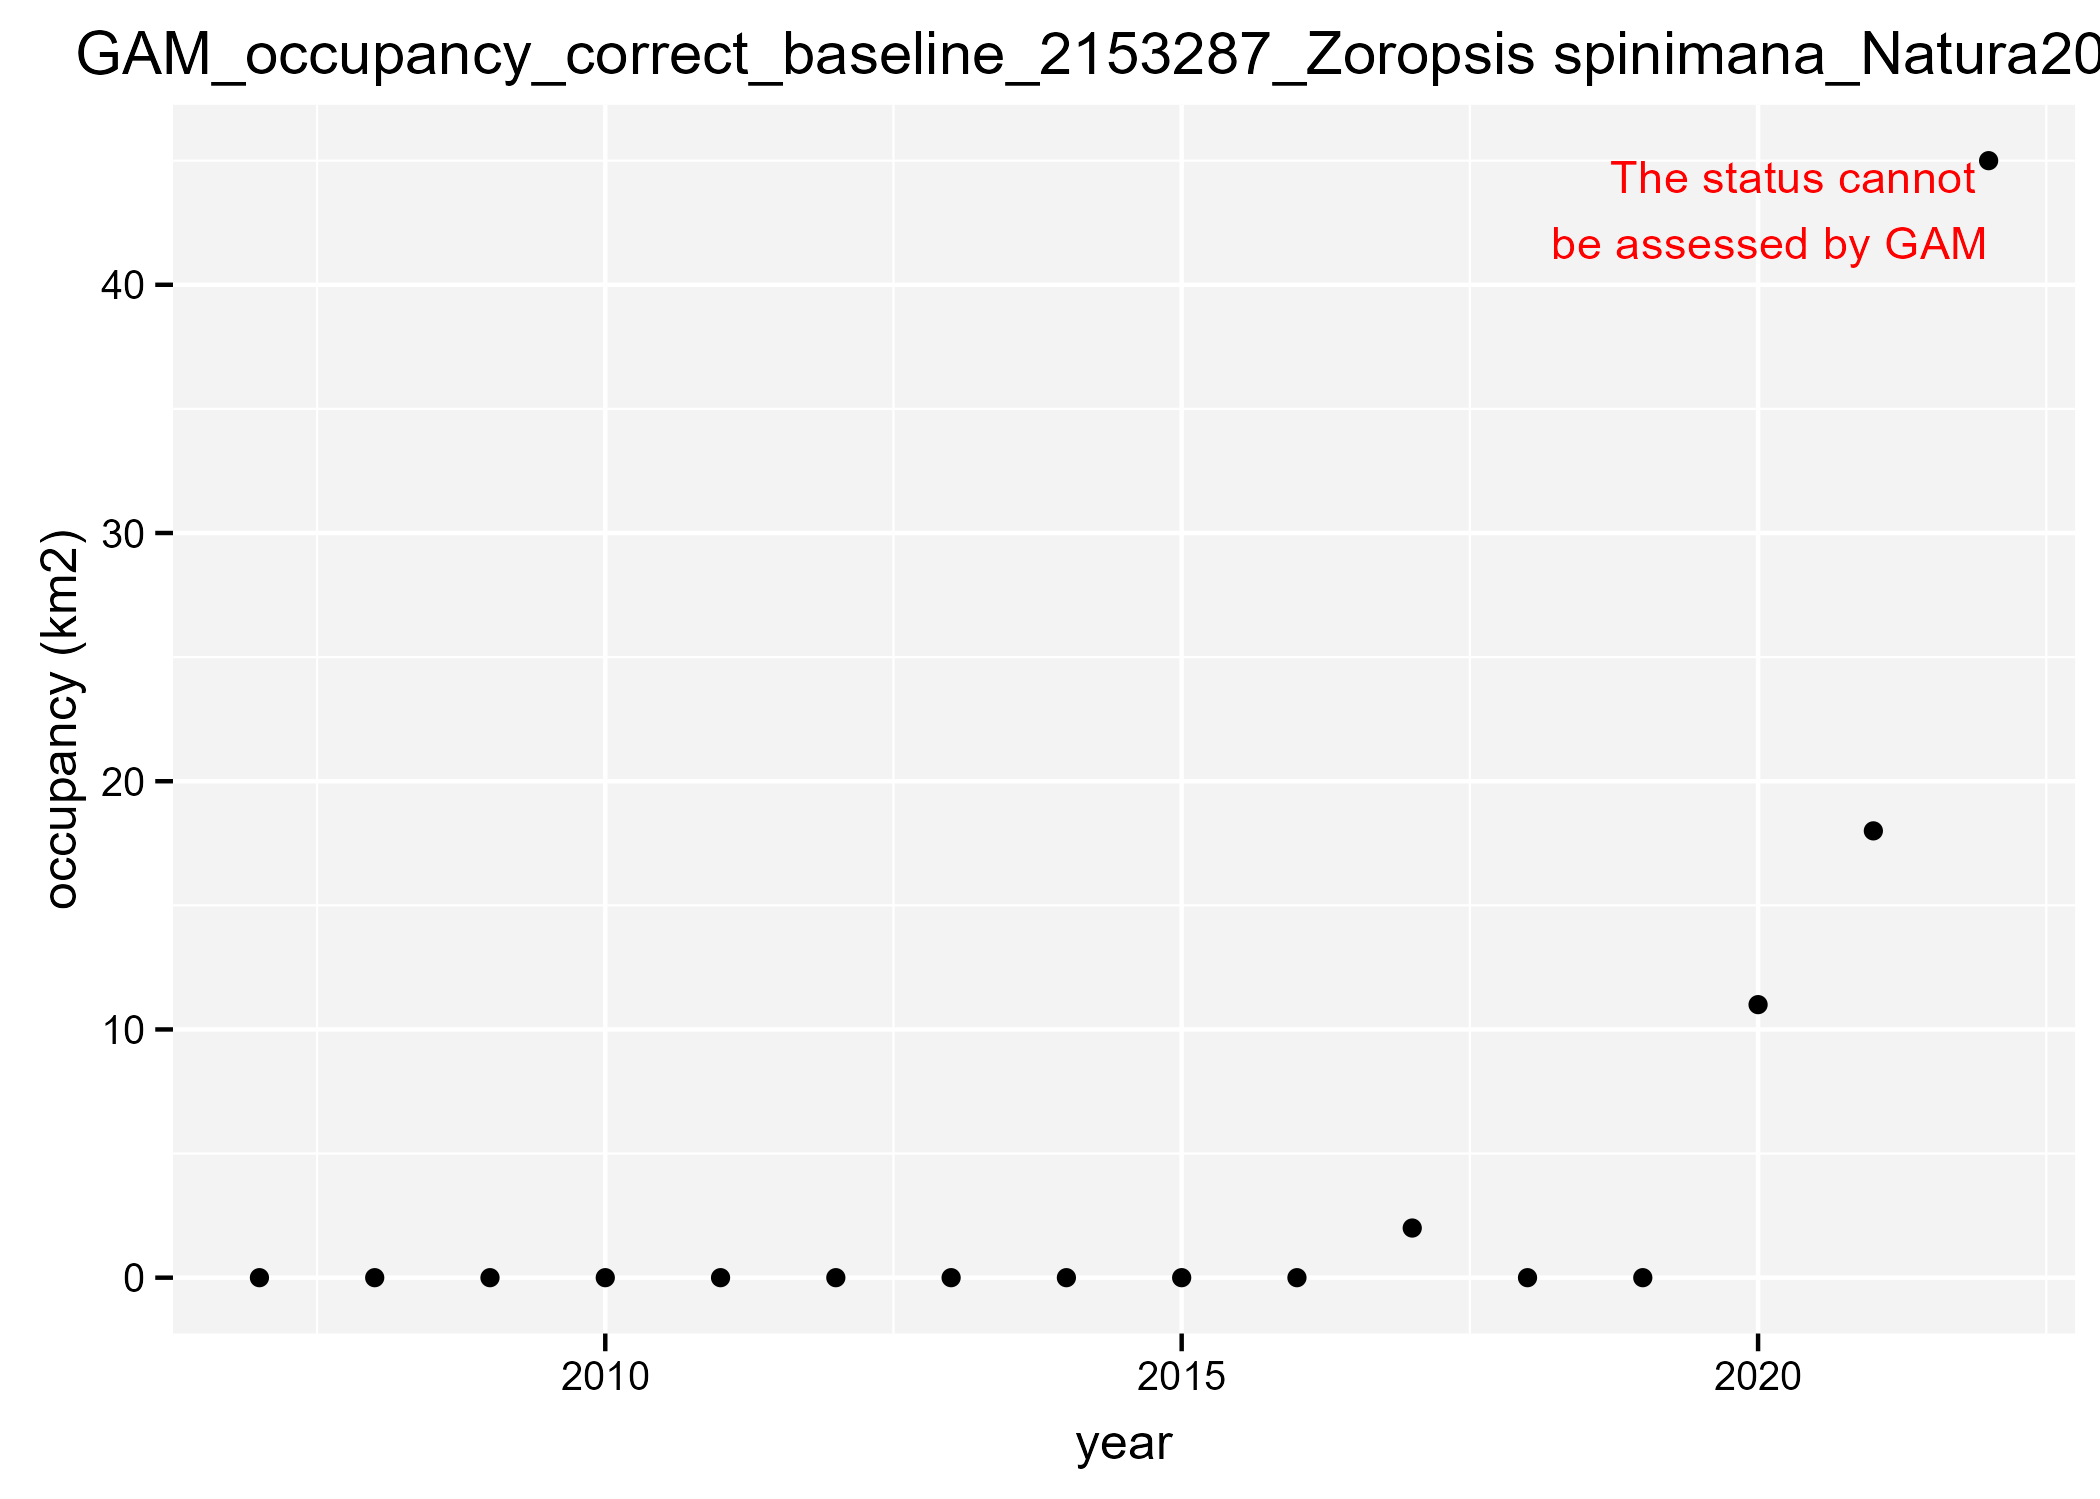 GAM_occupancy_correct_baseline_2153287_Zoropsis spinimana_Natura20
The status cannot
be assessed by GAM
40
30
20
10
0
occupancy (km2)
2010 2015 2020
year